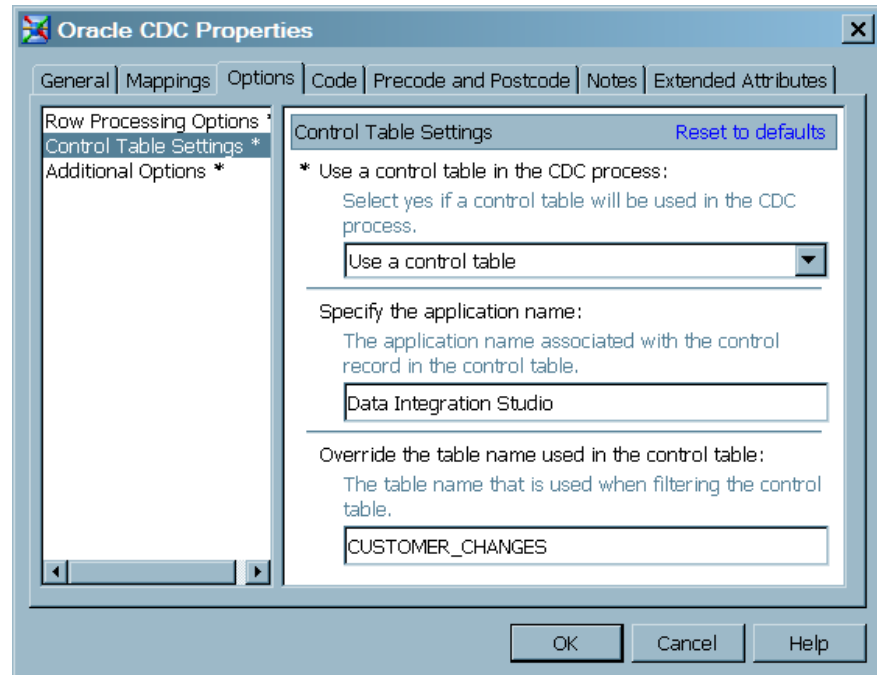 Oracle CDC Properties
General Mappings Options Code Precode and Postcode Notes Extended Attributes
Row Processing Options *
Control Table Settings *
Additional Options *
Control Table Settings Reset to defaults
* Use a control table in the CDC process:
Select yes if a control table will be used in the CDC
process.
Use a control table
Specify the application name:
The application name associated with the control
record in the control table.
Data Integration Studio
Override the table name used in the control table:
The table name that is used when filtering the control
table.
CUSTOMER_CHANGES
OK Cancel Help